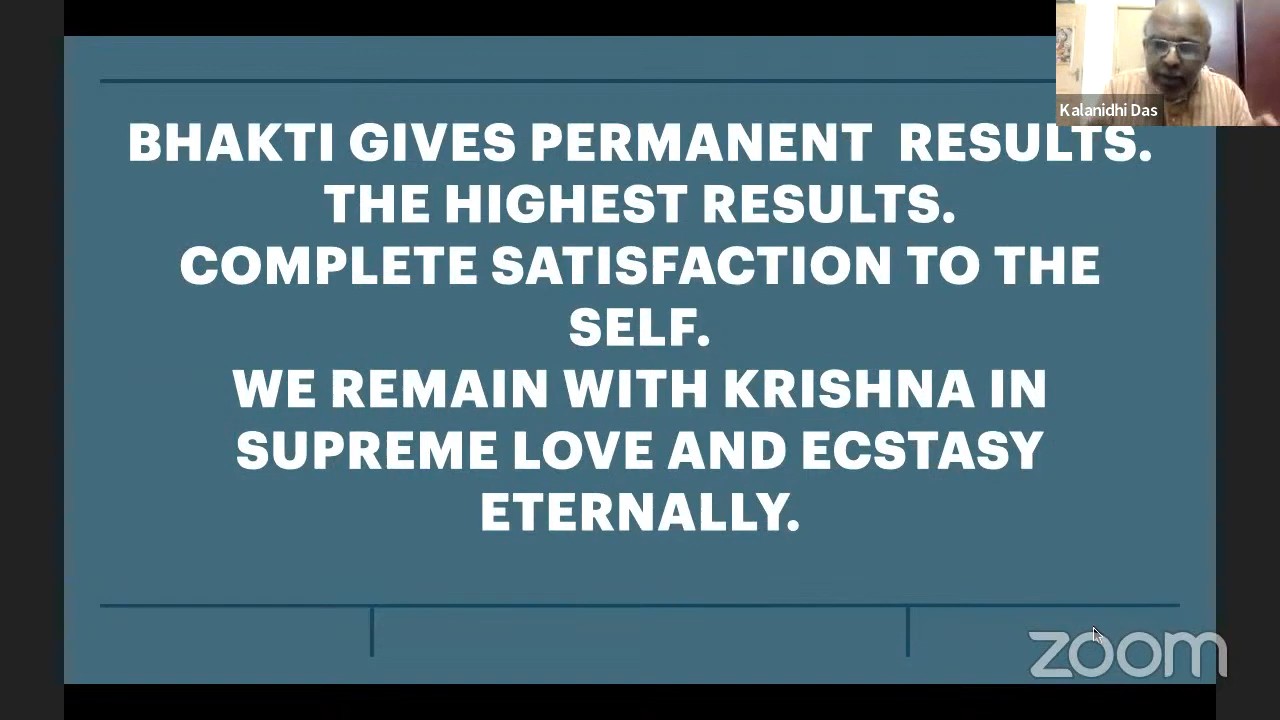 Kalanidhi Das
BHAKTI GIVES PERMANENT  RESULTS.
THE HIGHEST RESULTS.
COMPLETE SATISFACTION TO THE
SELF.
WE REMAIN WITH KRISHNA IN
SUPREME LOVE AND ECSTASY
ETERNALLY.
zoom